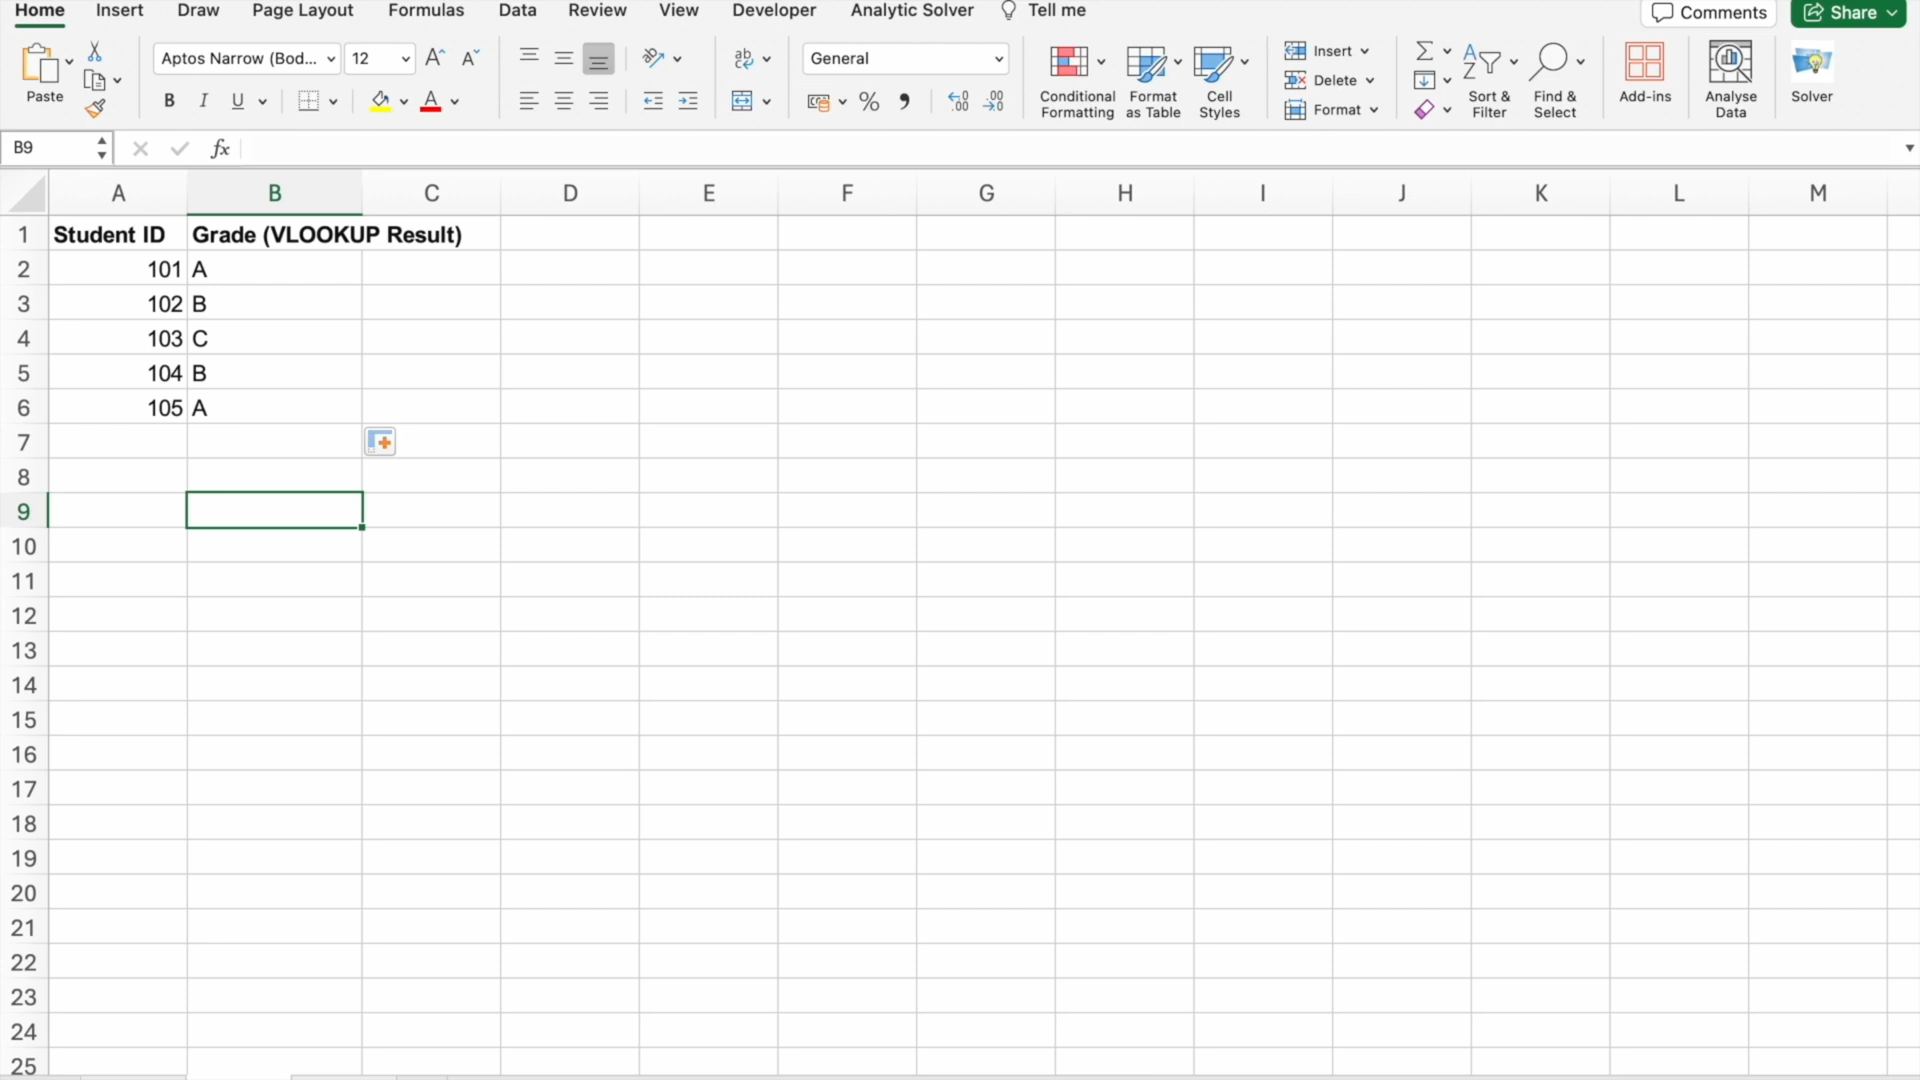 Home Insert Draw Page Layout Formulas Data Review View Developer Analytic Solver Tell me Comments Share
Paste Aptos Narrow (Bod... 12 A A General Conditional Formatting Format as Table Cell Styles Insert Delete Format Sort & Filter Find & Select Add-ins Analyse Data Solver
B I U A ab %
B9 fx
A B C D E F G H I J K L M
1 Student ID Grade (VLOOKUP Result)
2 101 A
3 102 B
4 103 C
5 104 B
6 105 A
7
8
9
10
11
12
13
14
15
16
17
18
19
20
21
22
23
24
25